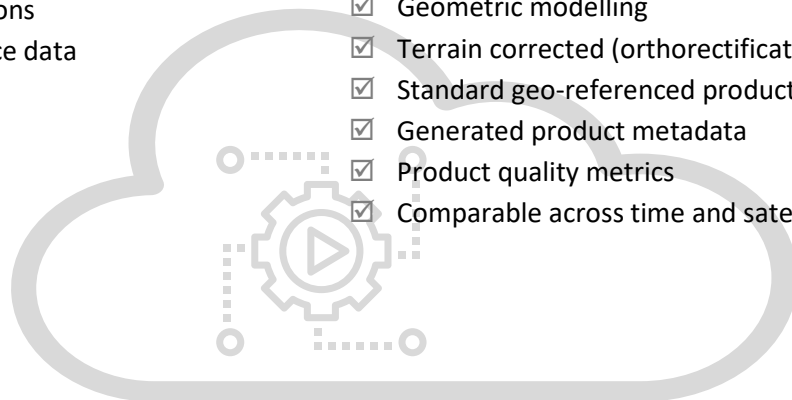 ons
ce data
Geometric modelling
Terrain corrected (orthorectificat
Standard geo-referenced product
Generated product metadata
Product quality metrics
Comparable across time and sate